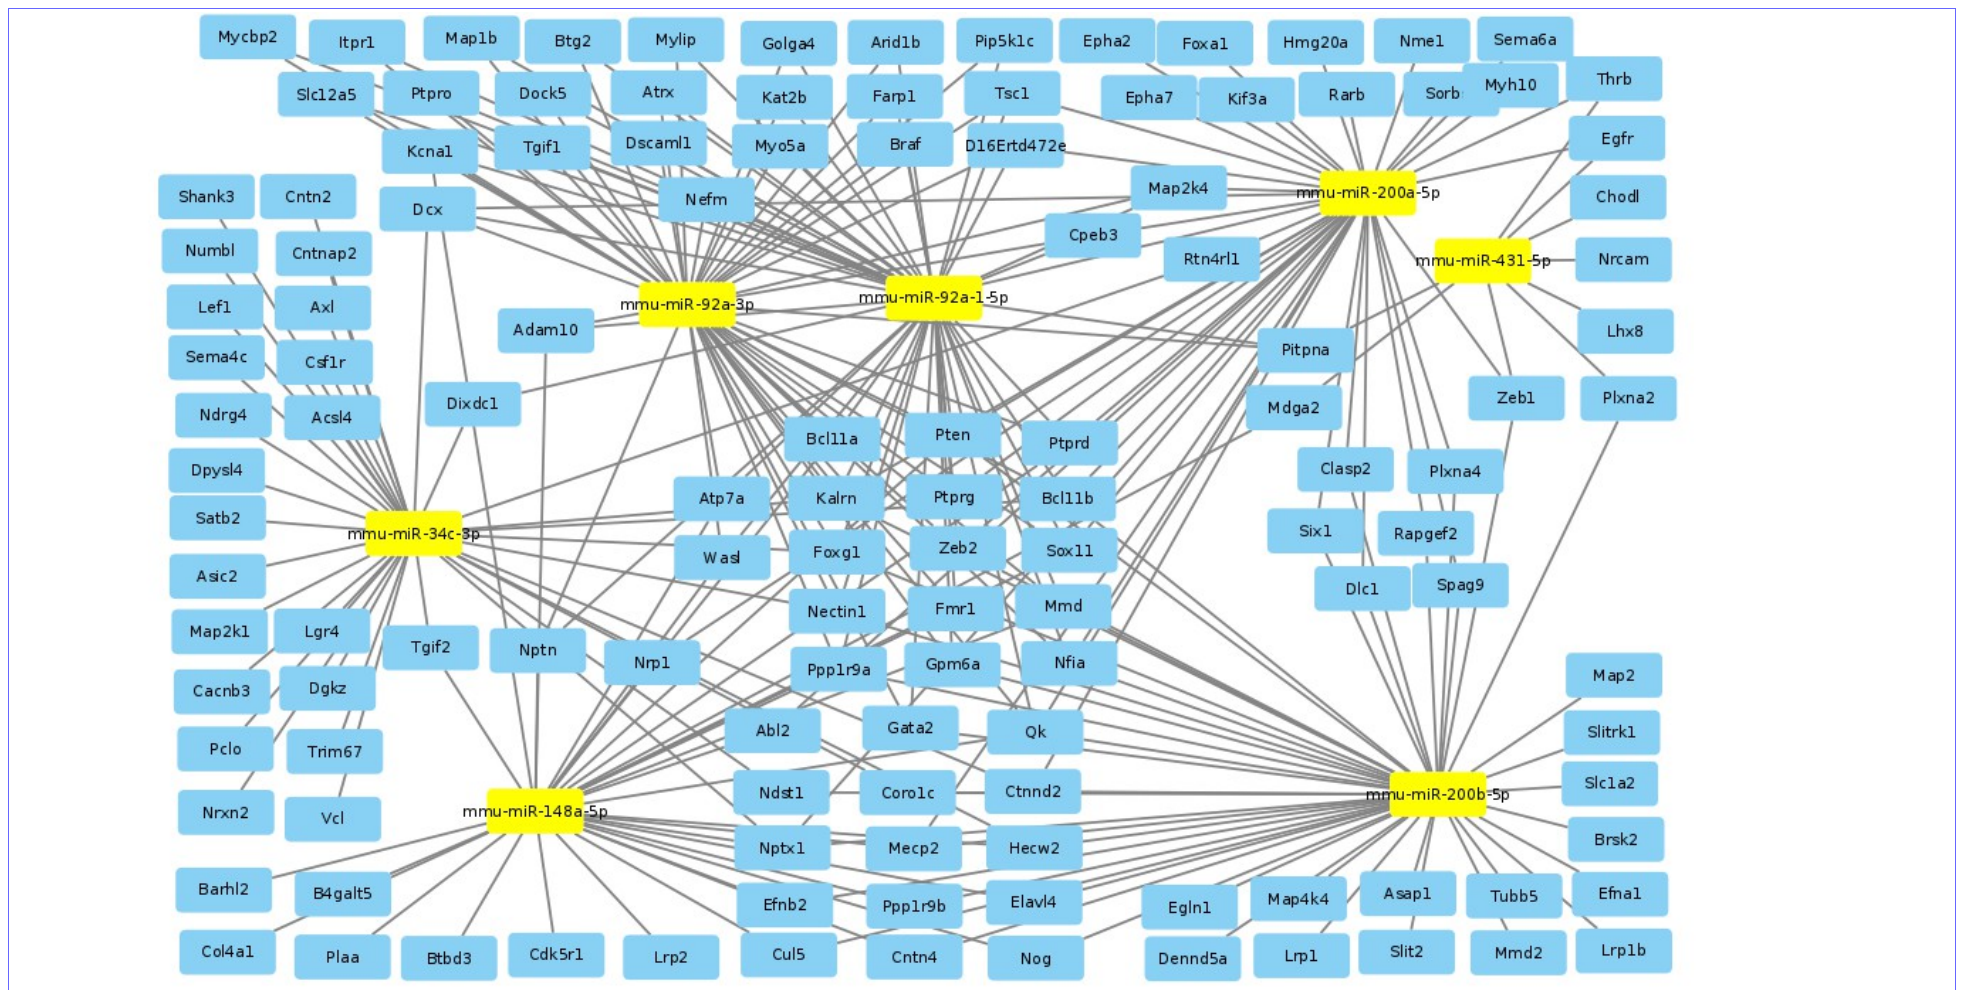 Mycbp2
Itpr1
Map1b
Btg2
Mylip
Golga4
Arid1b
Pip5k1c
Epha2
Foxa1
Hmg20a
Nme1
Sema6a
Slc12a5
Ptpro
Dock5
Atrx
Kat2b
Farp1
Tsc1
Epha7
Kif3a
Rarb
Sorb
Myh10
Thrb
Kcna1
Tgif1
Dscaml1
Myo5a
Braf
D16Ertd472e
Egfr
Shank3
Cntn2
Dcx
Nefm
Map2k4
mmu-miR-200a-5p
Chodl
Numbl
Cntnap2
Cpeb3
Rtn4rl1
mmu-miR-431-5p
Nrcam
Lef1
Axl
Adam10
mmu-miR-92a-3p
mmu-miR-92a-1-5p
Lhx8
Sema4c
Csf1r
Pitpna
Ndrg4
Acsl4
Dixdc1
Mdga2
Zeb1
Plxna2
Bcl11a
Pten
Ptprd
Dpysl4
Clasp2
Plxna4
Atp7a
Kalrn
Ptprg
Bcl11b
Satb2
mmu-miR-34c-3p
Six1
Rapgef2
Wasl
Foxg1
Zeb2
Sox11
Asic2
Dlc1
Spag9
Nectin1
Fmr1
Mmd
Map2k1
Lgr4
Tgif2
Nptn
Nrp1
Ppp1r9a
Gpm6a
Nfia
Map2
Cacnb3
Dgkz
Abl2
Gata2
Qk
Slitrk1
Pclo
Trim67
Ndst1
Coro1c
Ctnnd2
mmu-miR-200b-5p
Slc1a2
Nrxn2
Vcl
mmu-miR-148a-5p
Nptx1
Mecp2
Hecw2
Brsk2
Barhl2
B4galt5
Efnb2
Ppp1r9b
Elavl4
Egln1
Map4k4
Asap1
Tubb5
Efna1
Col4a1
Plaa
Btbd3
Cdk5r1
Lrp2
Cul5
Cntn4
Nog
Dennd5a
Lrp1
Slit2
Mmd2
Lrp1b